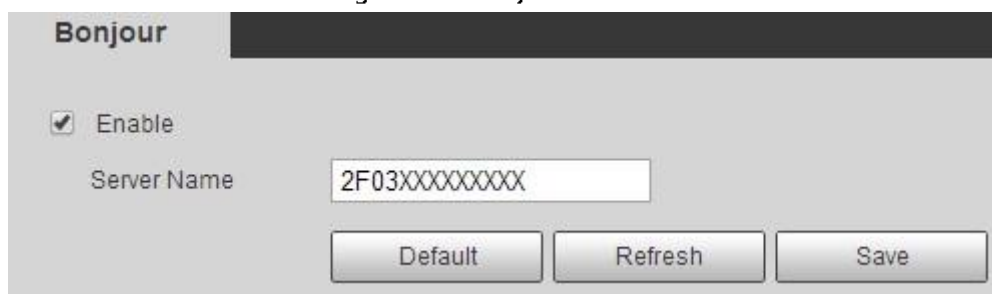 Bonjour
Enable
Server Name 2F03XXXXXXXXX
Default Refresh Save